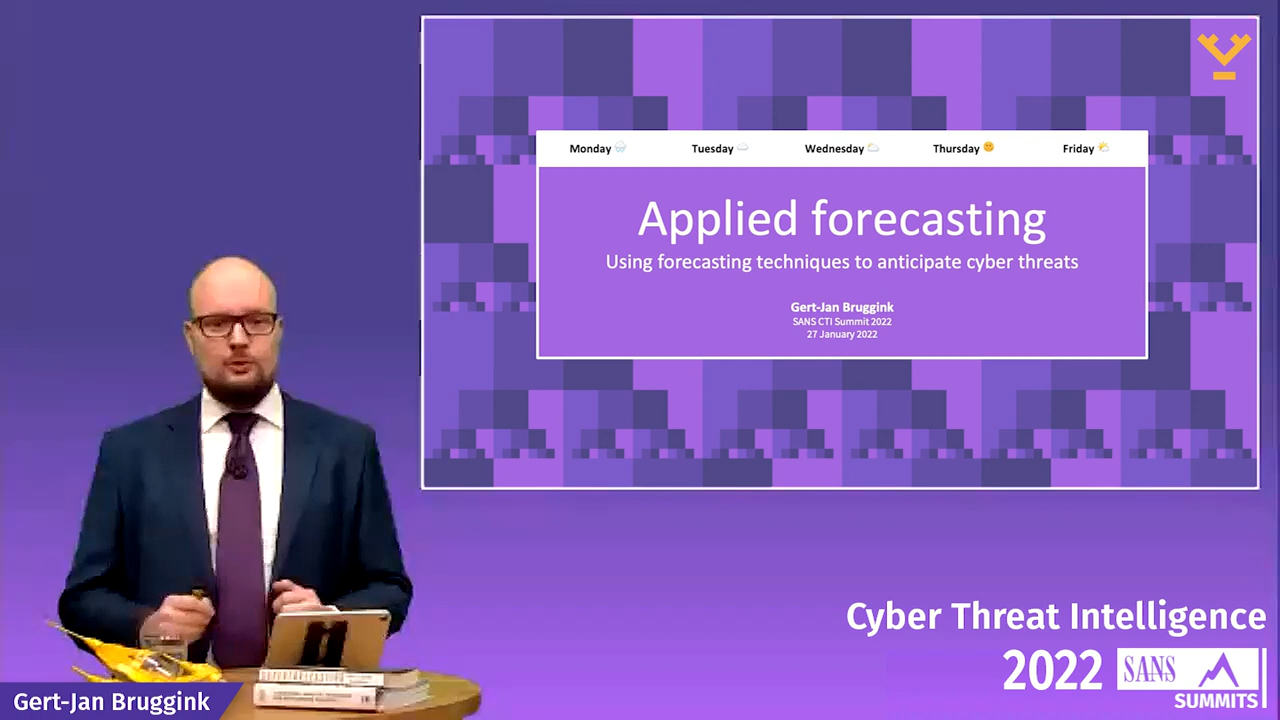 Monday Tuesday Wednesday Thursday Friday
Applied forecasting
Using forecasting techniques to anticipate cyber threats
Gert-Jan Bruggink
SANS CTI Summit 2022
27 January 2022
SUPERFORECASTING
Cyber Threat Intelligence
2022 SANS
SUMMITS
Gert-Jan Bruggink